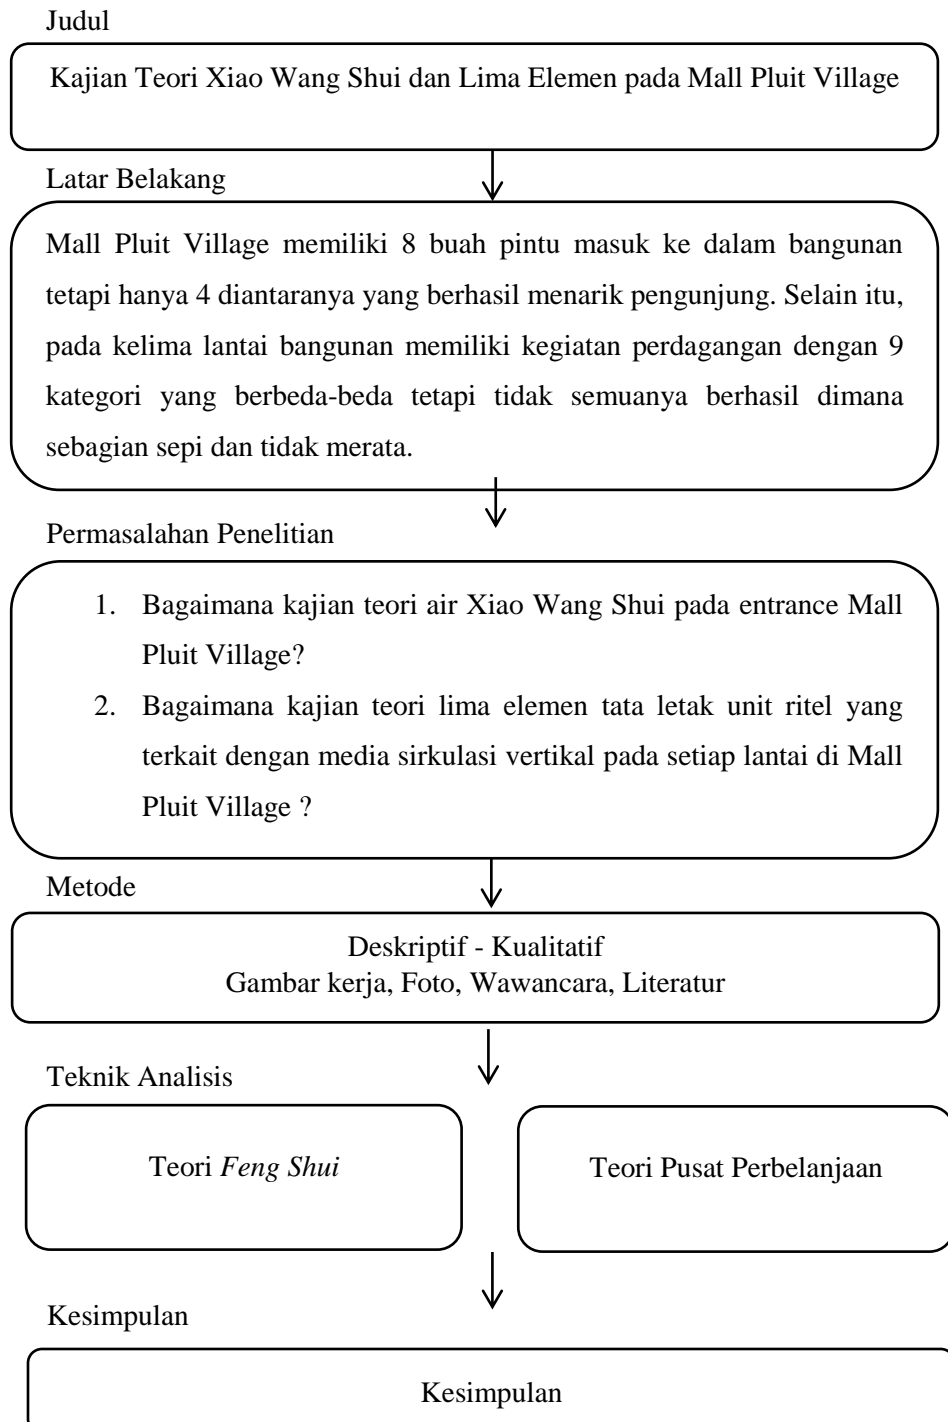 Judul
Kajian Teori Xiao Wang Shui dan Lima Elemen pada Mall Pluit Village
Latar Belakang
Mall Pluit Village memiliki 8 buah pintu masuk ke dalam bangunan
tetapi hanya 4 diantaranya yang berhasil menarik pengunjung. Selain itu,
pada kelima lantai bangunan memiliki kegiatan perdagangan dengan 9
kategori yang berbeda-beda tetapi tidak semuanya berhasil dimana
sebagian sepi dan tidak merata.
Permasalahan Penelitian
1. Bagaimana kajian teori air Xiao Wang Shui pada entrance Mall
Pluit Village?
2. Bagaimana kajian teori lima elemen tata letak unit ritel yang
terkait dengan media sirkulasi vertikal pada setiap lantai di Mall
Pluit Village ?
Metode
Deskriptif - Kualitatif
Gambar kerja, Foto, Wawancara, Literatur
Teknik Analisis
Teori Feng Shui
Teori Pusat Perbelanjaan
Kesimpulan
Kesimpulan